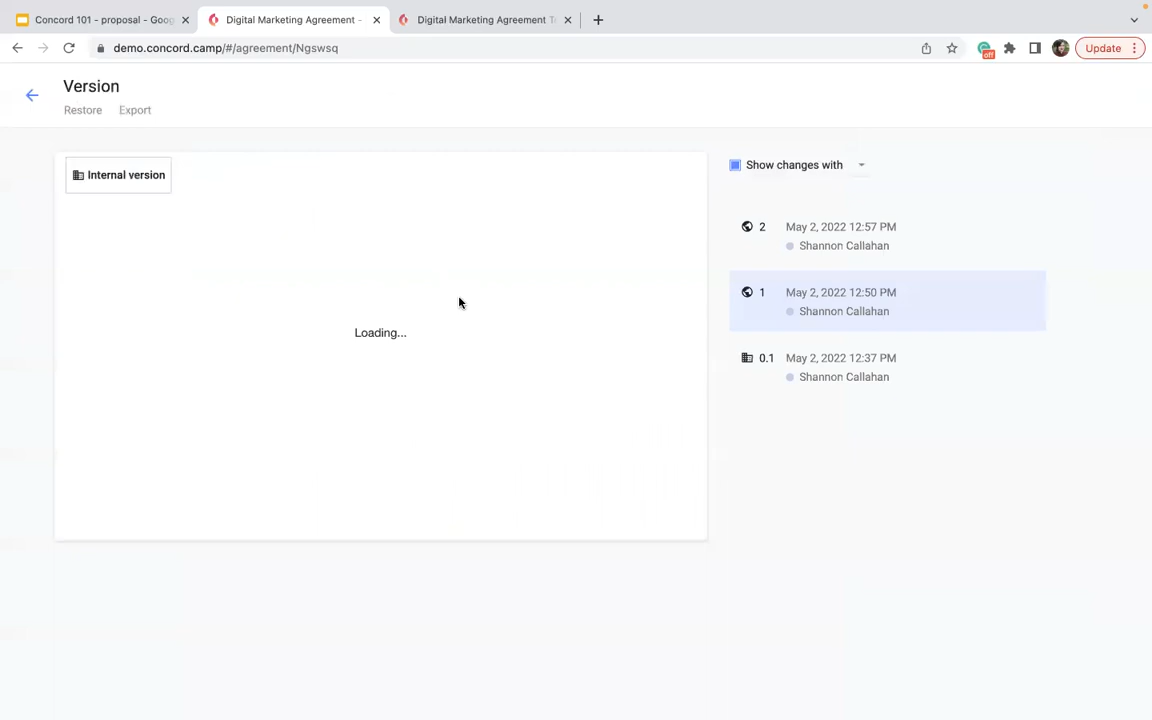 Concord 101 - proposal - Goog
Digital Marketing Agreement -
Digital Marketing Agreement T
demo.concord.camp/#/agreement/Ngswsq
off
Update
Version
Restore Export
Internal version
Loading...
Show changes with
2 May 2, 2022 12:57 PM
Shannon Callahan
1 May 2, 2022 12:50 PM
Shannon Callahan
0.1 May 2, 2022 12:37 PM
Shannon Callahan